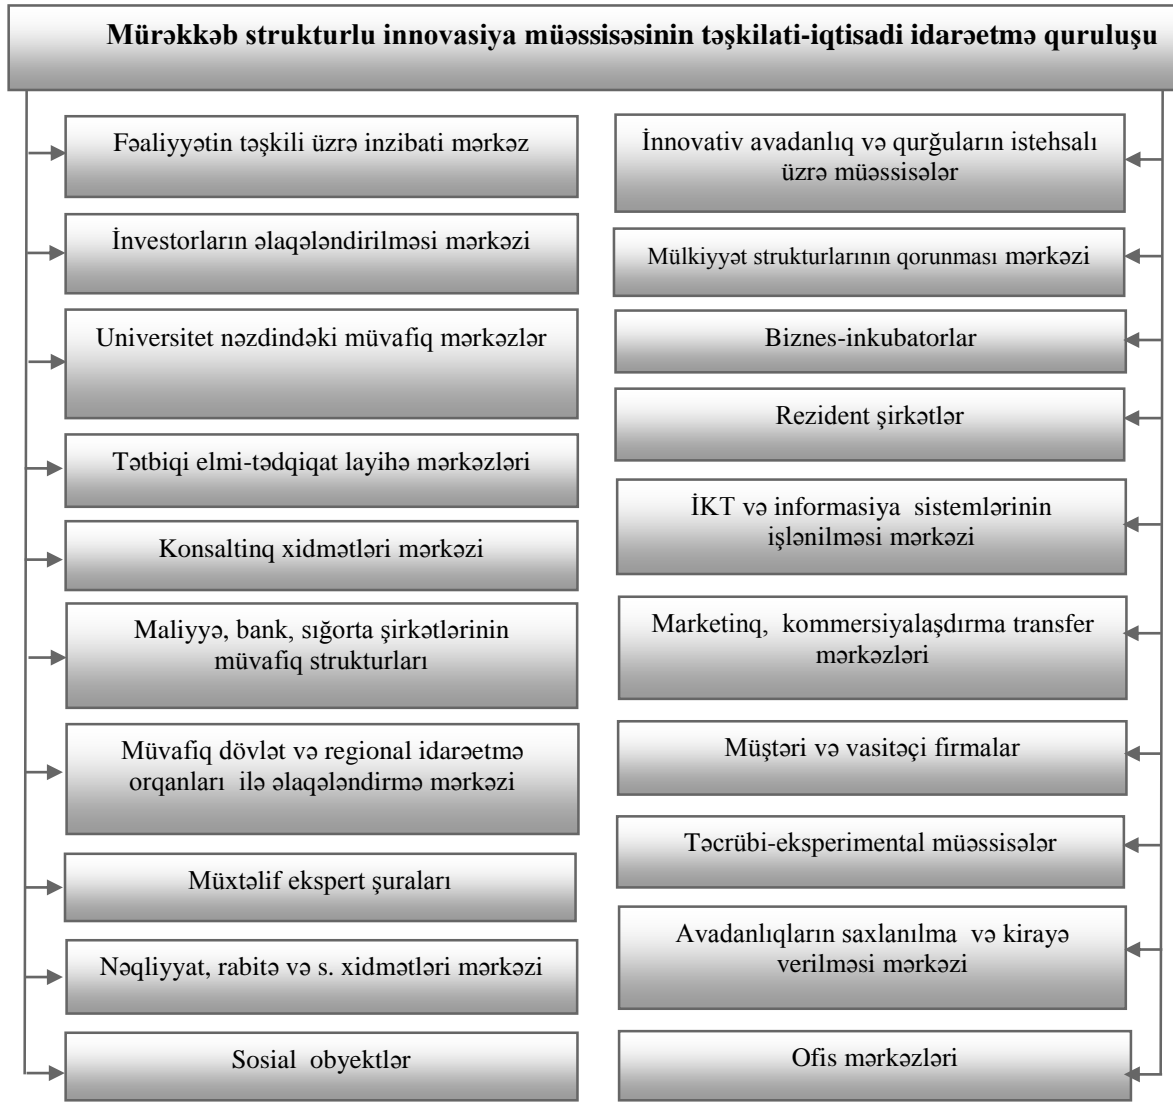 Mürəkkəb strukturlu innovasiya müəssisəsinin təşkilati-iqtisadi idarəetmə quruluşu
Fəaliyyətin təşkili üzrə inzibati mərkəz
İnvestorların əlaqələndirilməsi mərkəzi
Universitet nəzdindəki müvafiq mərkəzlər
Tətbiqi elmi-tədqiqat layihə mərkəzləri
Konsaltinq xidmətləri mərkəzi
Maliyyə, bank, sığorta şirkətlərinin
müvafiq strukturları
Müvafiq dövlət və regional idarəetmə
orqanları ilə əlaqələndirmə mərkəzi
Müxtəlif ekspert şuraları
Nəqliyyat, rabitə və s. xidmətləri mərkəzi
Sosial obyektlər
İnnovativ avadanlıq və qurğuların istehsalı
üzrə müəssisələr
Mülkiyyət strukturlarının qorunması mərkəzi
Biznes-inkubatorlar
Rezident şirkətlər
İKT və informasiya sistemlərinin
işlənilməsi mərkəzi
Marketinq, kommersiyalaşdırma transfer
mərkəzləri
Müştəri və vasitəçi firmalar
Təcrübi-eksperimental müəssisələr
Avadanlıqların saxlanılma və kirayə
verilməsi mərkəzi
Ofis mərkəzləri